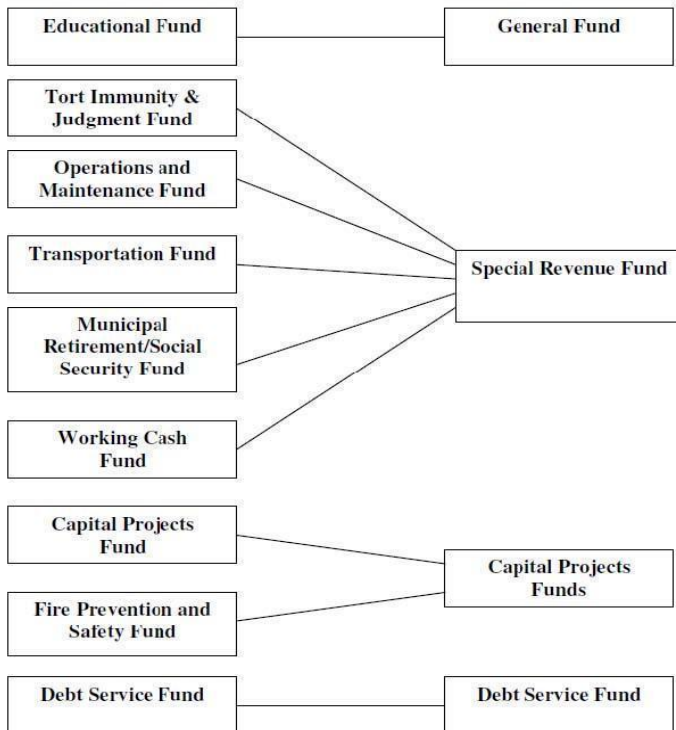 Educational Fund
General Fund
Tort Immunity &
Judgment Fund
Operations and
Maintenance Fund
Transportation Fund
Special Revenue Fund
Municipal
Retirement/Social
Security Fund
Working Cash
Fund
Capital Projects
Fund
Capital Projects
Funds
Fire Prevention and
Safety Fund
Debt Service Fund
Debt Service Fund